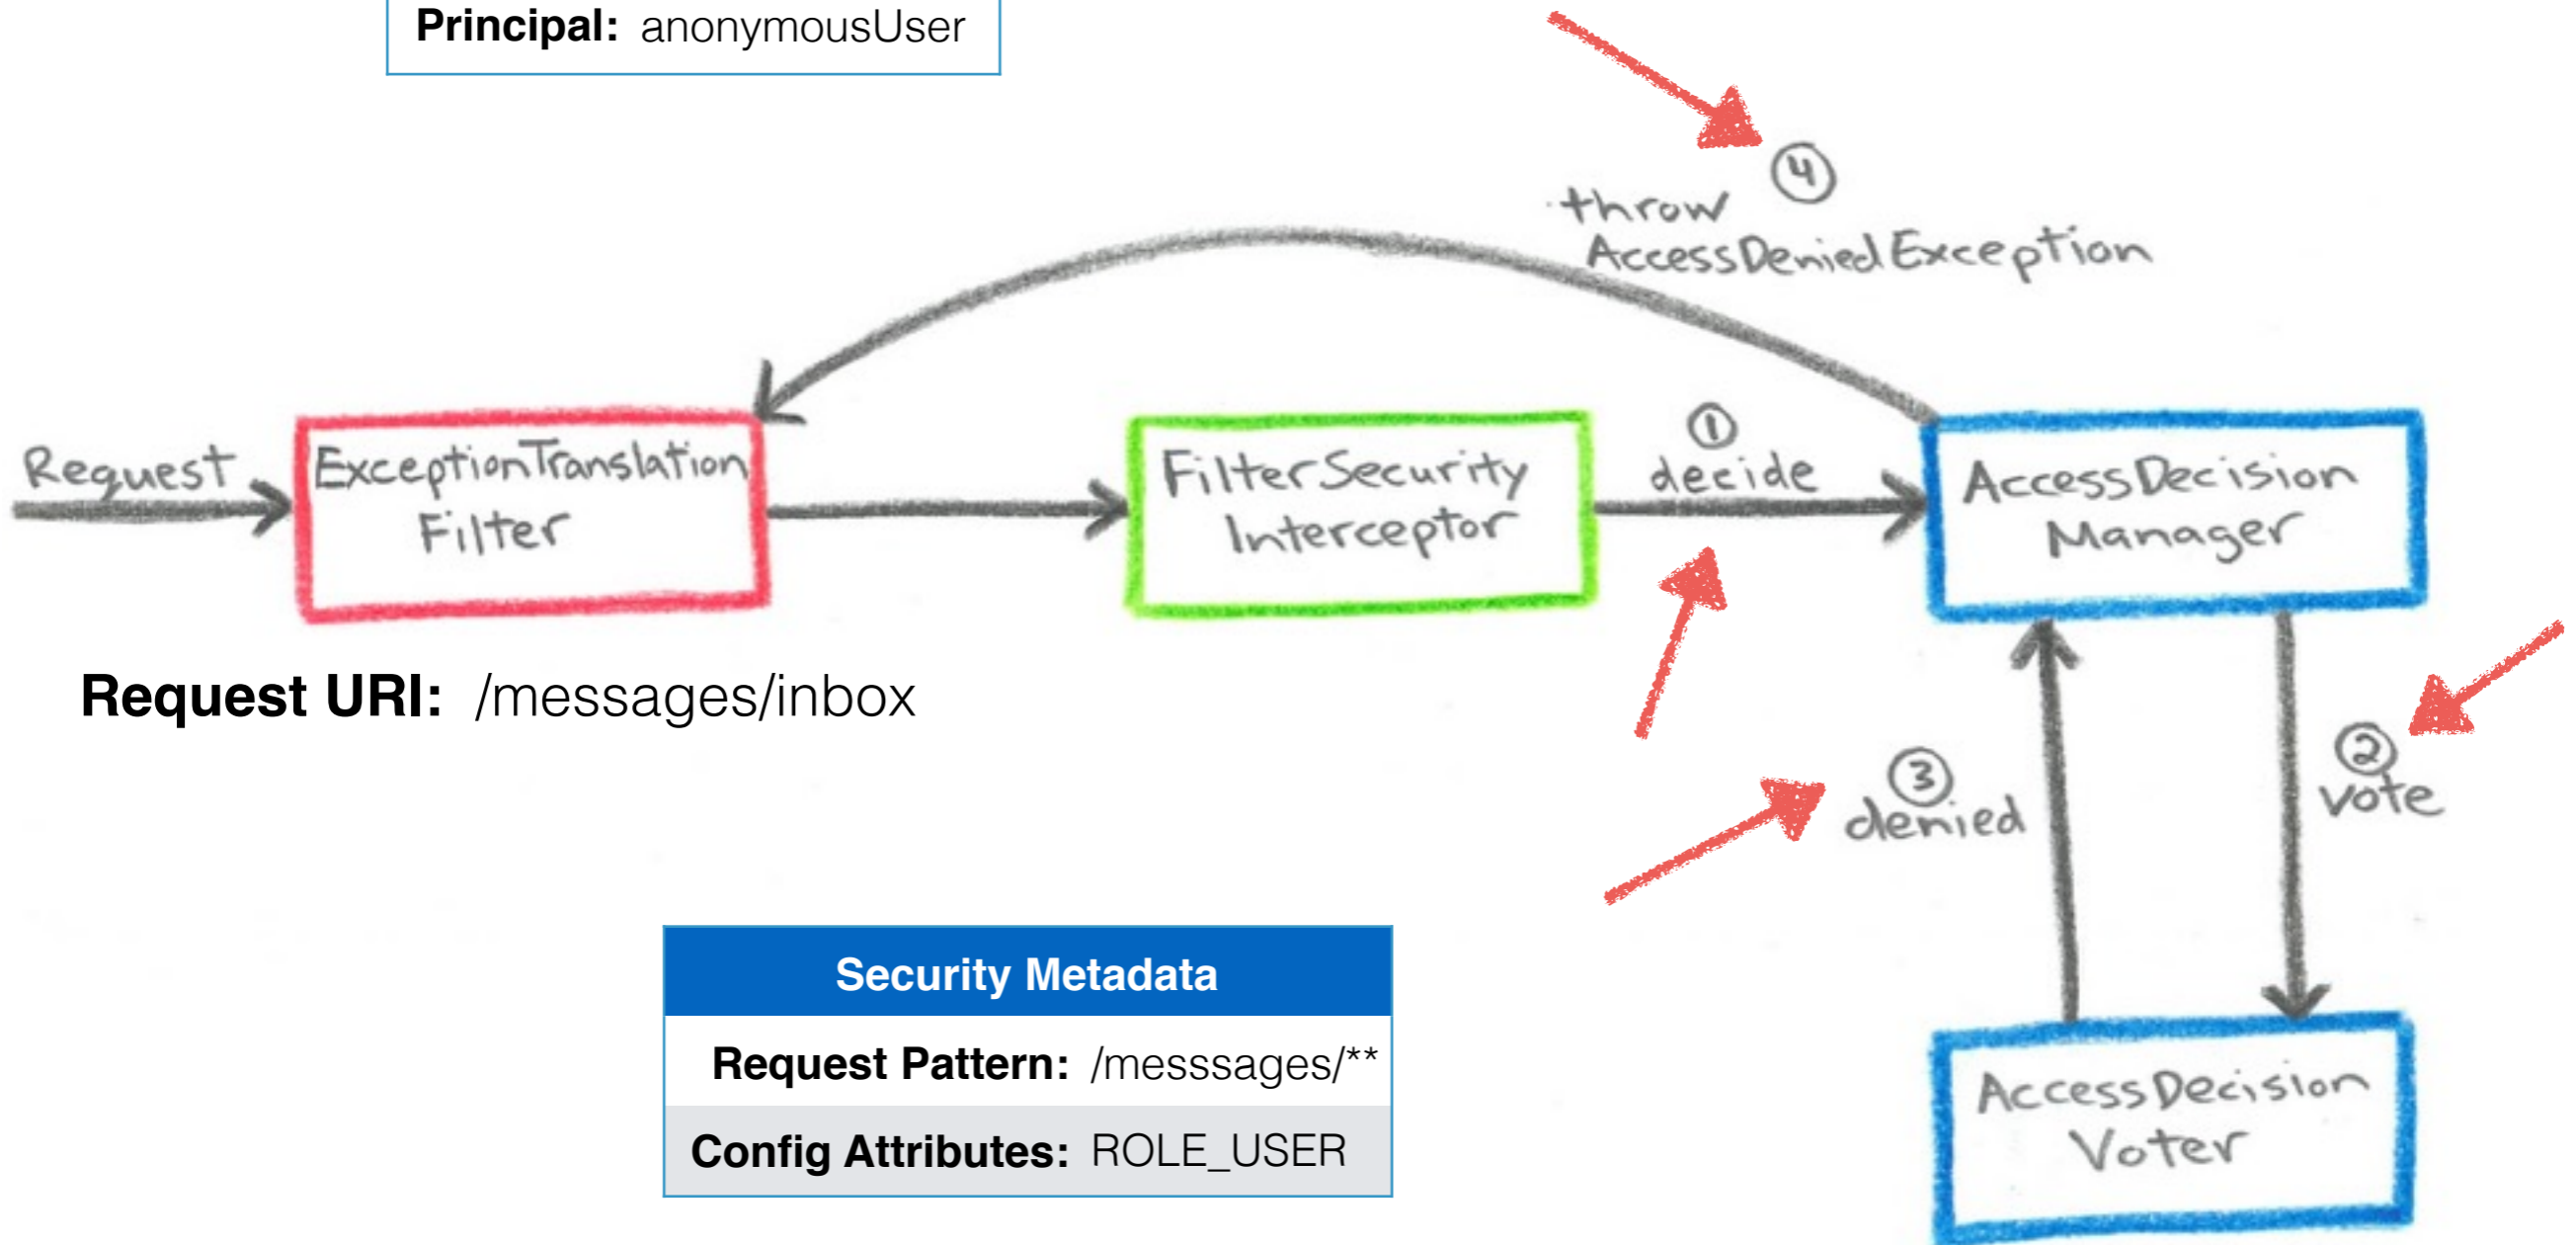 Principal: anonymousUser
④
throw
AccessDeniedException
Request
ExceptionTranslation
Filter
FilterSecurity
Interceptor
①
decide
AccessDecision
Manager
Request URI: /messages/inbox
③
denied
②
vote
Security Metadata
Request Pattern: /messsages/**
Config Attributes: ROLE_USER
AccessDecision
Voter